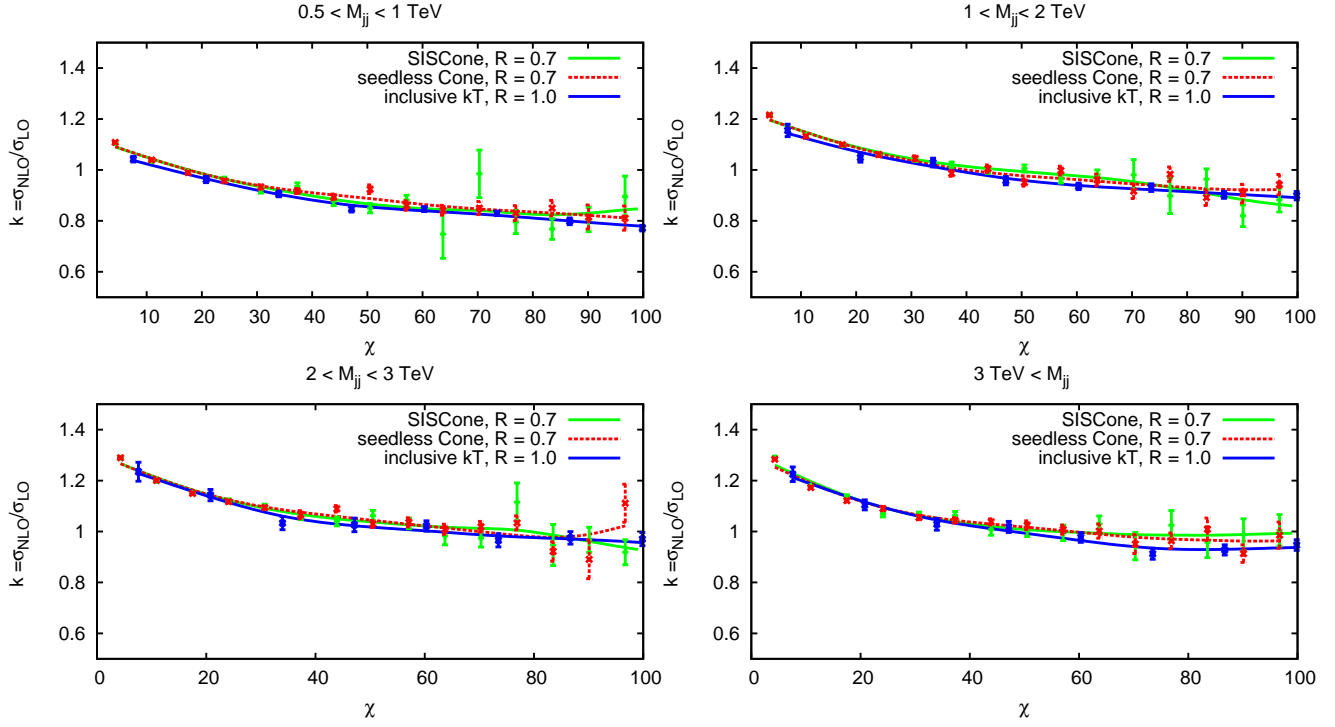 0.5 < M_jj < 1 TeV
k =σ_NLO/σ_LO
1.4
1.2
1
0.8
0.6
SISCone, R = 0.7
seedless Cone, R = 0.7
inclusive kT, R = 1.0
10 20 30 40 50 60 70 80 90 100
χ
1 < M_jj < 2 TeV
k =σ_NLO/σ_LO
1.4
1.2
1
0.8
0.6
SISCone, R = 0.7
seedless Cone, R = 0.7
inclusive kT, R = 1.0
10 20 30 40 50 60 70 80 90 100
χ
2 < M_jj < 3 TeV
k =σ_NLO/σ_LO
1.4
1.2
1
0.8
0.6
SISCone, R = 0.7
seedless Cone, R = 0.7
inclusive kT, R = 1.0
0 20 40 60 80 100
χ
3 TeV < M_jj
k =σ_NLO/σ_LO
1.4
1.2
1
0.8
0.6
SISCone, R = 0.7
seedless Cone, R = 0.7
inclusive kT, R = 1.0
0 20 40 60 80 100
χ